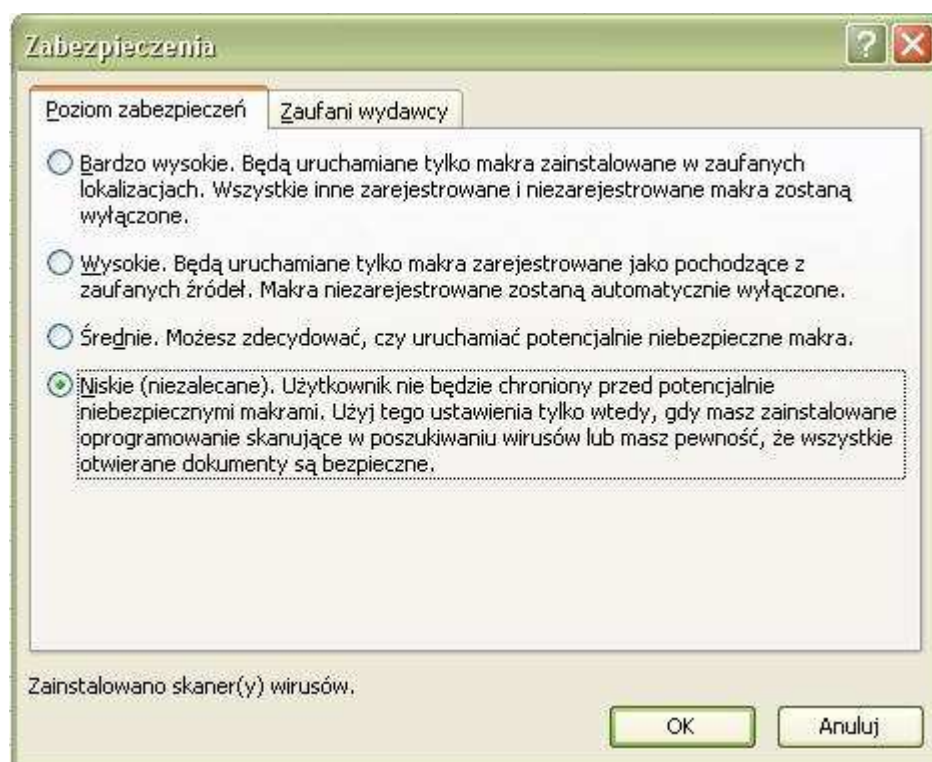 Zabezpieczenia
Poziom zabezpieczeń
Zaufani wydawcy
Bardzo wysokie. Będą uruchamiane tylko makra zainstalowane w zaufanych
lokalizacjach. Wszystkie inne zarejestrowane i niezarejestrowane makra zostaną
wyłączone.
Wysokie. Będą uruchamiane tylko makra zarejestrowane jako pochodzące z
zaufanych źródeł. Makra niezarejestrowane zostaną automatycznie wyłączone.
Średnie. Możesz zdecydować, czy uruchamiać potencjalnie niebezpieczne makra.
Niskie (niezalecane). Użytkownik nie będzie chroniony przed potencjalnie
niebezpiecznymi makrami. Użyj tego ustawienia tylko wtedy, gdy masz zainstalowane
oprogramowanie skanujące w poszukiwaniu wirusów lub masz pewność, że wszystkie
otwierane dokumenty są bezpieczne.
Zainstalowano skaner(y) wirusów.
OK
Anuluj